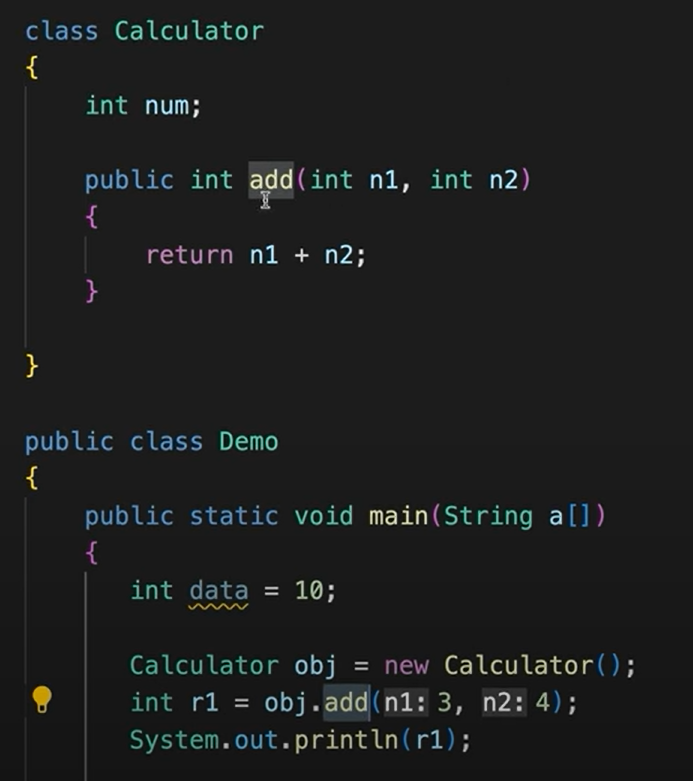 class Calculator
{
int num;
public int add(int n1, int n2)
{
return n1 + n2;
}
}
public class Demo
{
public static void main(String a[])
{
int data = 10;
Calculator obj = new Calculator();
int r1 = obj.add(n1: 3, n2: 4);
System.out.println(r1);